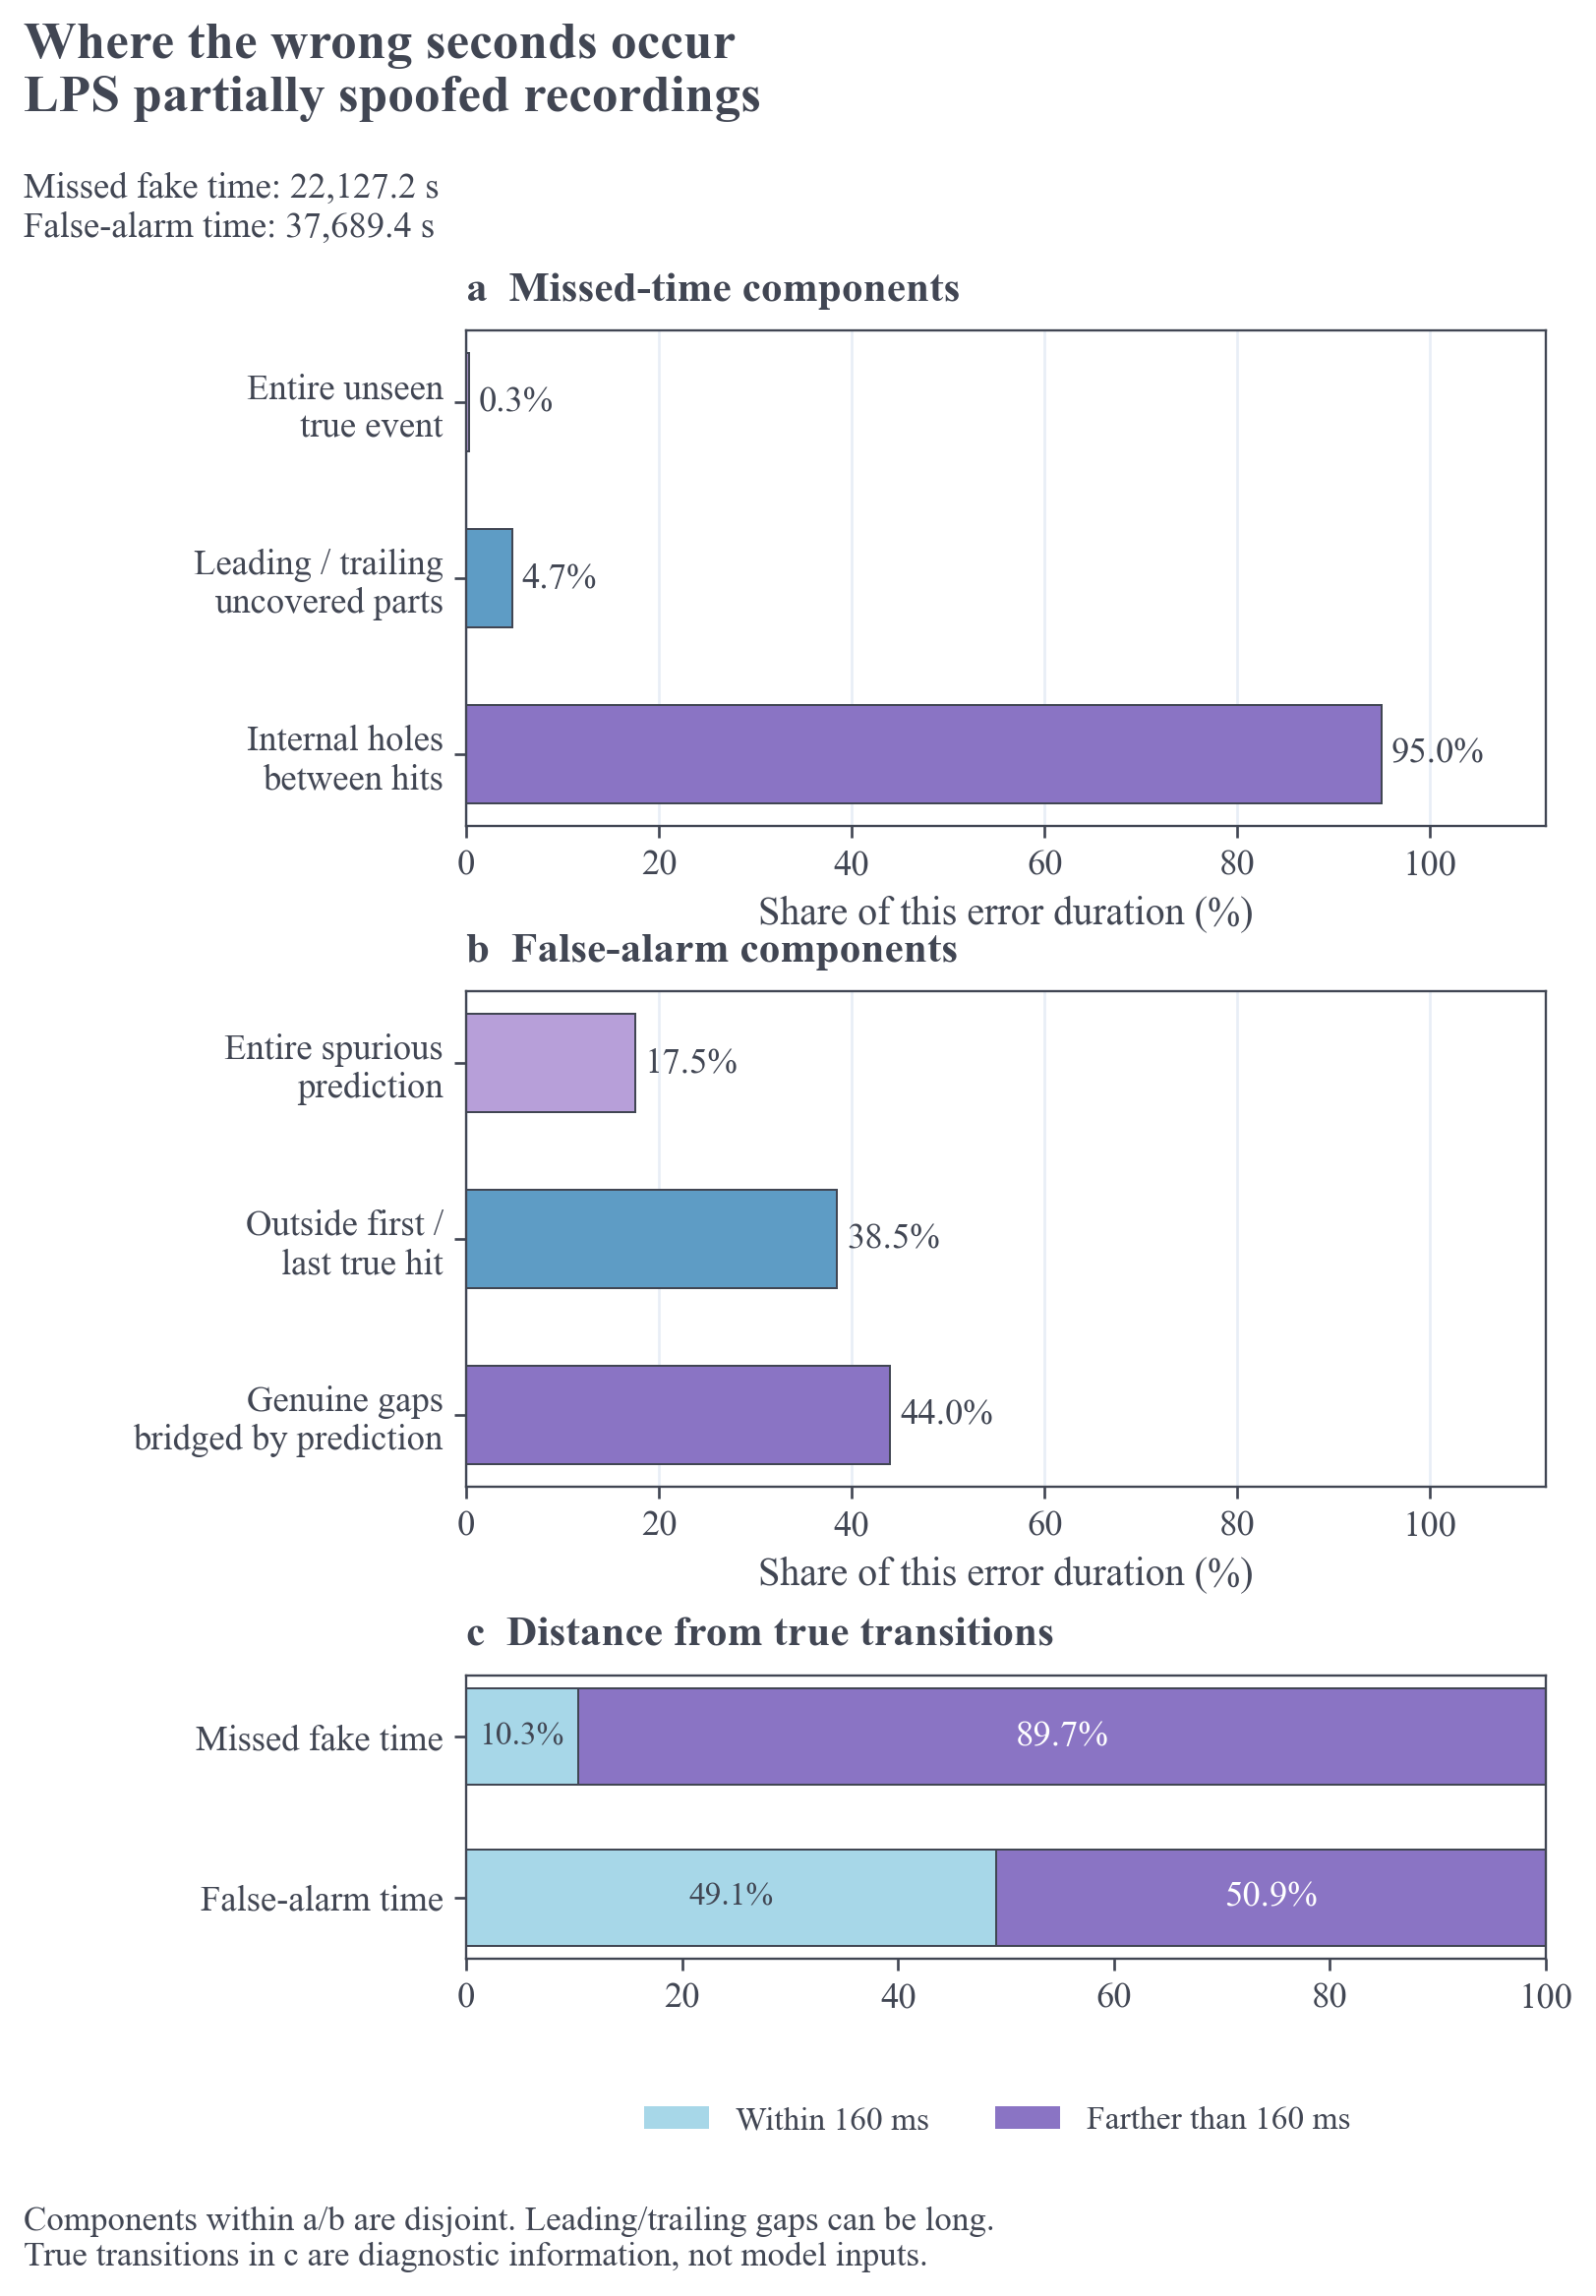 Where the wrong seconds occur
LPS partially spoofed recordings
Missed fake time: 22,127.2 s
False-alarm time: 37,689.4 s
a Missed-time components
Entire unseen
true event
0.3%
Leading / trailing
uncovered parts
4.7%
Internal holes
between hits
95.0%
0 20 40 60 80 100
Share of this error duration (%)
b False-alarm components
Entire spurious
prediction
17.5%
Outside first /
last true hit
38.5%
Genuine gaps
bridged by prediction
44.0%
0 20 40 60 80 100
Share of this error duration (%)
c Distance from true transitions
Missed fake time 10.3% 89.7%
False-alarm time 49.1% 50.9%
0 20 40 60 80 100
Within 160 ms Farther than 160 ms
Components within a/b are disjoint. Leading/trailing gaps can be long.
True transitions in c are diagnostic information, not model inputs.